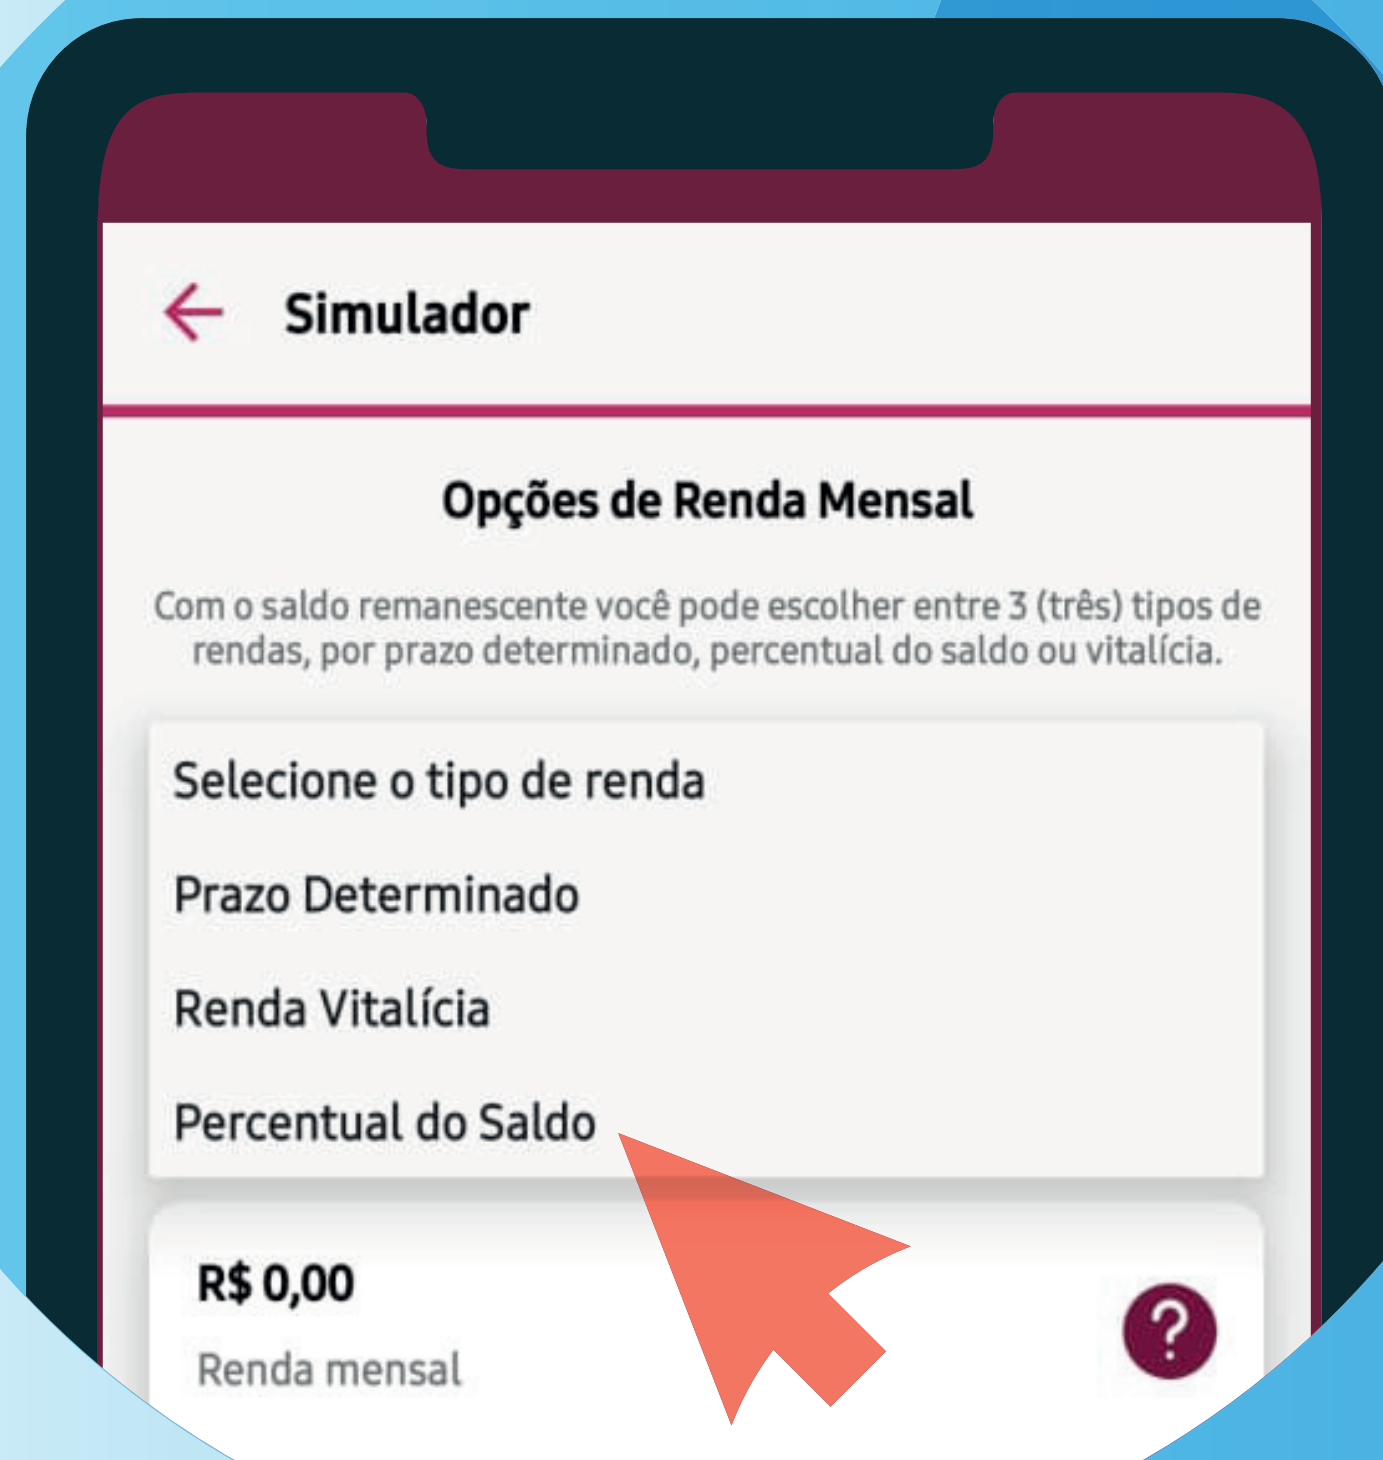 Simulador
Opções de Renda Mensal
Com o saldo remanescente você pode escolher entre 3 (três) tipos de
rendas, por prazo determinado, percentual do saldo ou vitalícia.
Selecione o tipo de renda
Prazo Determinado
Renda Vitalícia
Percentual do Saldo
R$ 0,00
?
Renda mensal